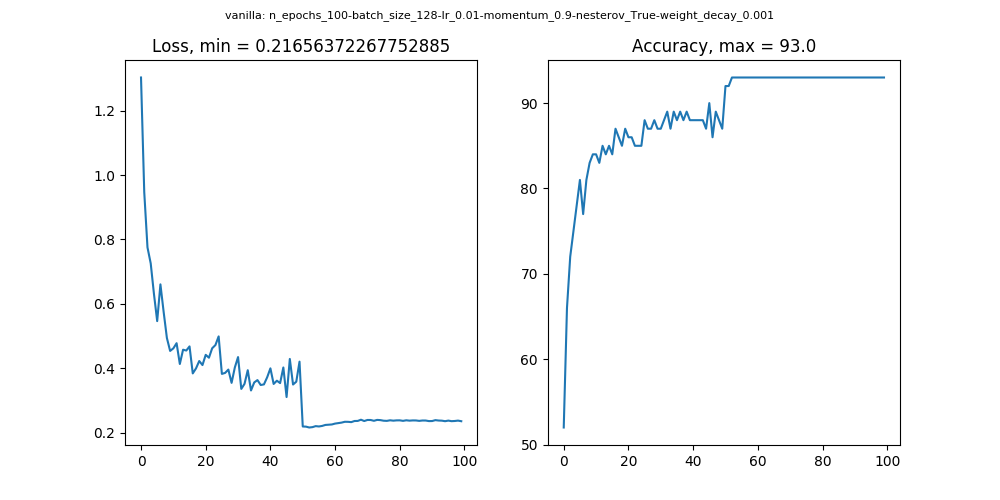 vanilla: n_epochs_100-batch_size_128-lr_0.01-momentum_0.9-nesterov_True-weight_decay_0.001
Loss, min = 0.21656372267752885
1.2
1.0
0.8
0.6
0.4
0.2
0 20 40 60 80 100
Accuracy, max = 93.0
90
80
70
60
50
0 20 40 60 80 100